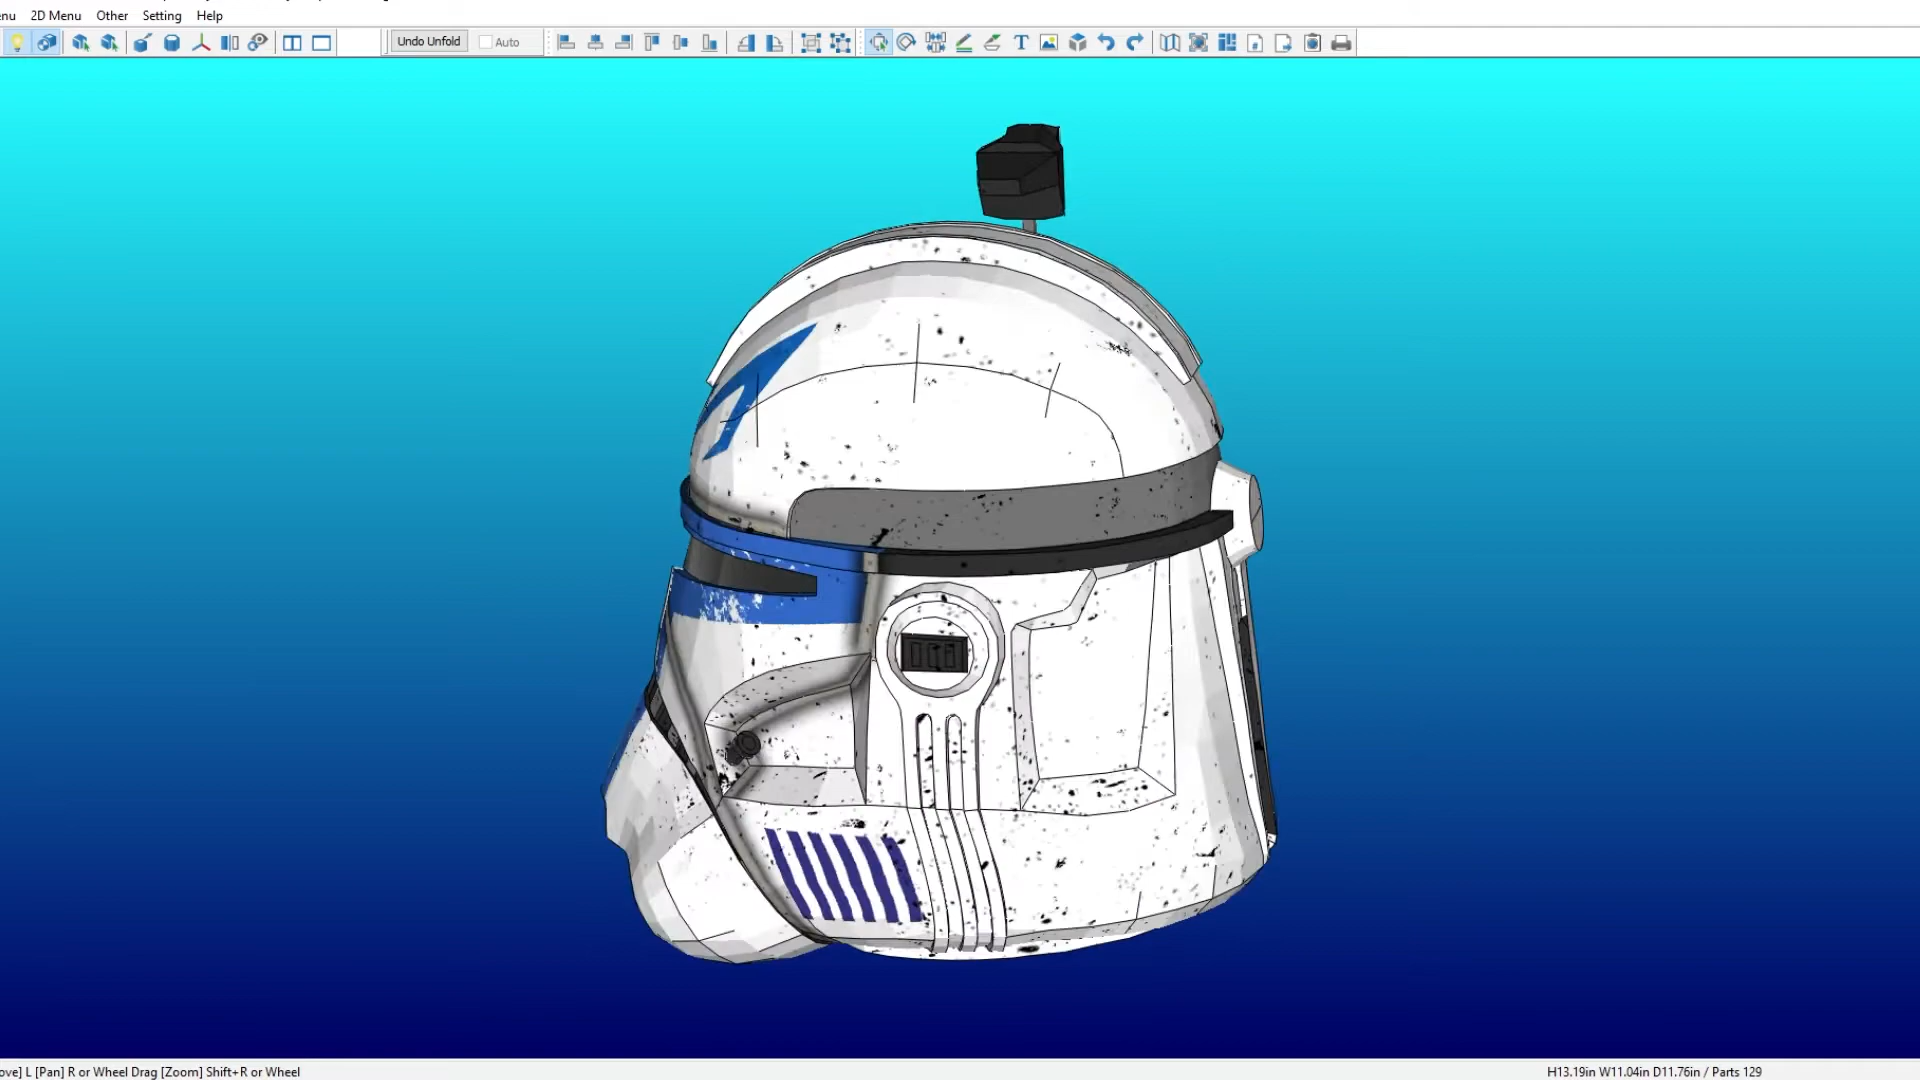 enu 2D Menu Other Setting Help
Undo Unfold Auto
ove] L [Pan] R or Wheel Drag [Zoom] Shift+R or Wheel
H13.19in W11.04in D11.76in / Parts 129